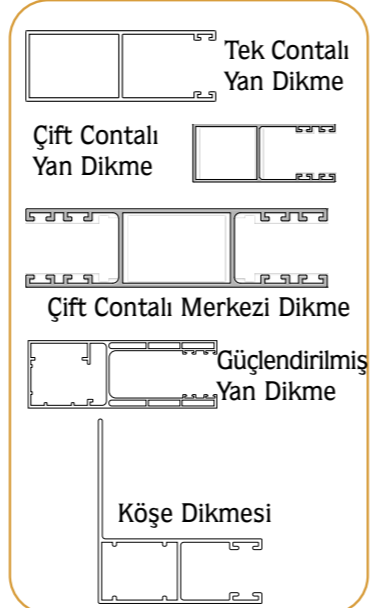 Tek Contalı
Yan Dikme
Çift Contalı
Yan Dikme
Çift Contalı Merkezi Dikme
Güçlendirilmiş
Yan Dikme
Köşe Dikmesi